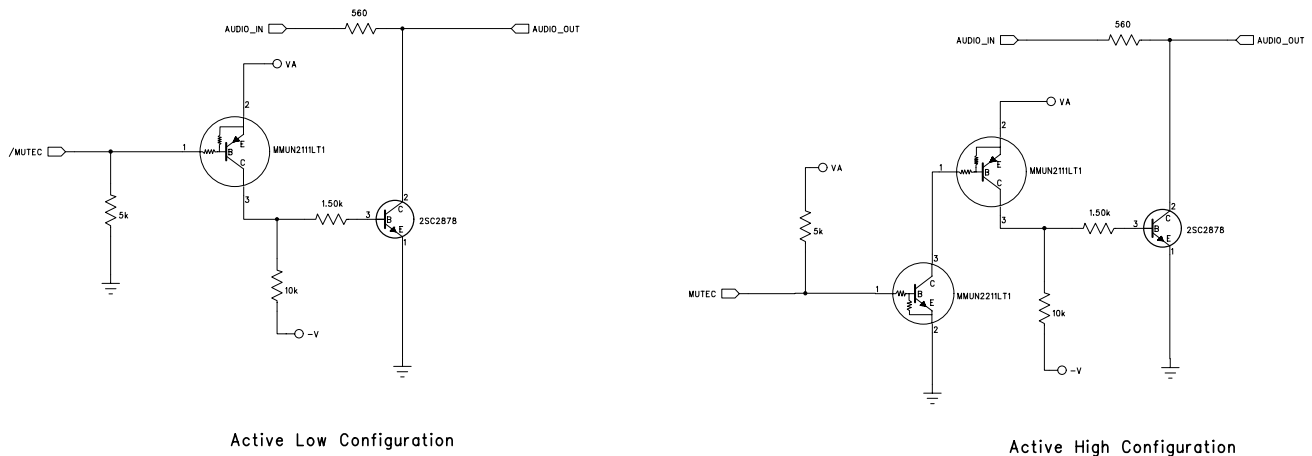 560
AUDIO_IN
AUDIO_OUT
VA
2
/MUTEC
1
E
B
C
MMUN2111LT1
3
5k
1.50k
3
2
C
B
E
1
2SC2878
10k
-V
Active Low Configuration
560
AUDIO_IN
AUDIO_OUT
VA
2
1
E
B
C
MMUN2111LT1
3
VA
5k
1.50k
3
2
C
B
E
1
2SC2878
MUTEC
1
3
C
B
E
2
MMUN2211LT1
10k
-V
Active High Configuration